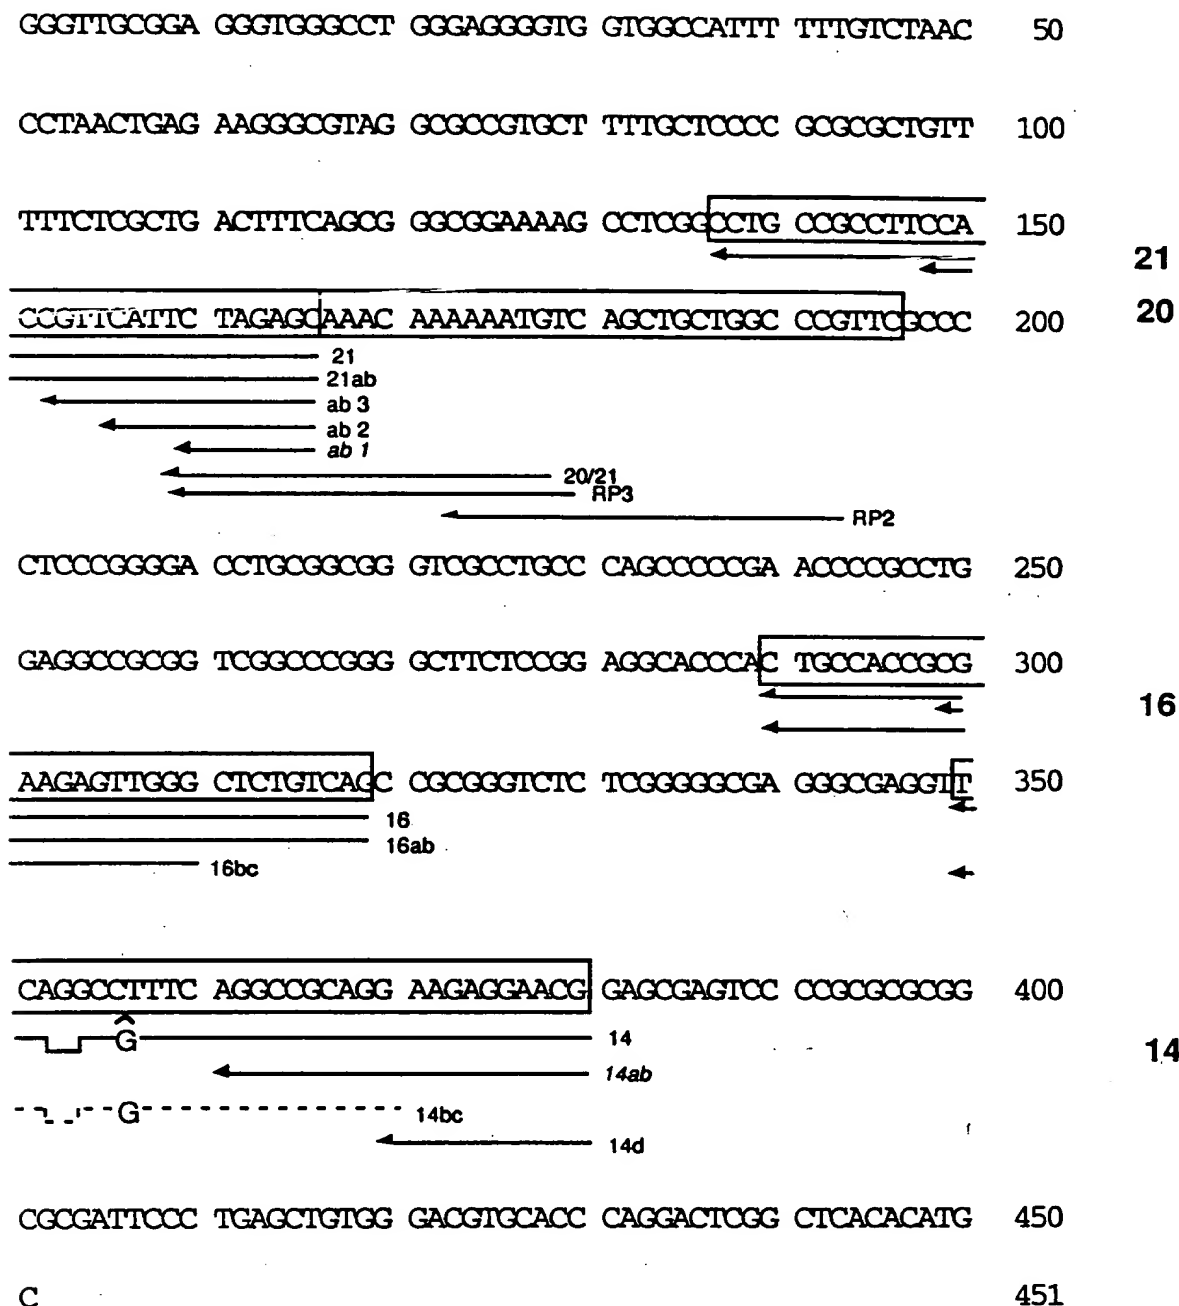 GGGTTGCGGA GGGTGGGCCT GGGAGGGGTG GTGGCCATTT TTTGTCTAAC 50
CCTAACTGAG AAGGGCGTAG GCGCCGTGCT TTTGCTCCCC GCGCGCTGTT 100
TTTCTCGCTG ACTTTCAGCG GGCGGAAAAG CCTCGGCCTG CCGCCTTCCA 150
21
CCGTTCATTC TAGAGCAAAC AAAAAATGTC AGCTGCTGGC CCGTTCGCCC 200
20
21
21ab
ab 3
ab 2
ab 1
20/21
RP3
RP2
CTCCCGGGGA CCTGCGGCGG GTCGCCTGCC CAGCCCCCGA ACCCCGCCTG 250
GAGGCCGCGG TCGGCCCGGG GCTTCTCCGG AGGCACCCAC TGCCACCGCG 300
16
AAGAGTTGGG CTCTGTCAGC CGCGGGTCTC TCGGGGGCGA GGGCGAGGTT 350
16
16ab
16bc
CAGGCCTTTC AGGCCGCAGG AAGAGGAACG GAGCGAGTCC CCGCGCGCGG 400
G 14
14
14ab
G 14bc
14d
CGCGATTCCC TGAGCTGTGG GACGTGCACC CAGGACTCGG CTCACACATG 450
C 451